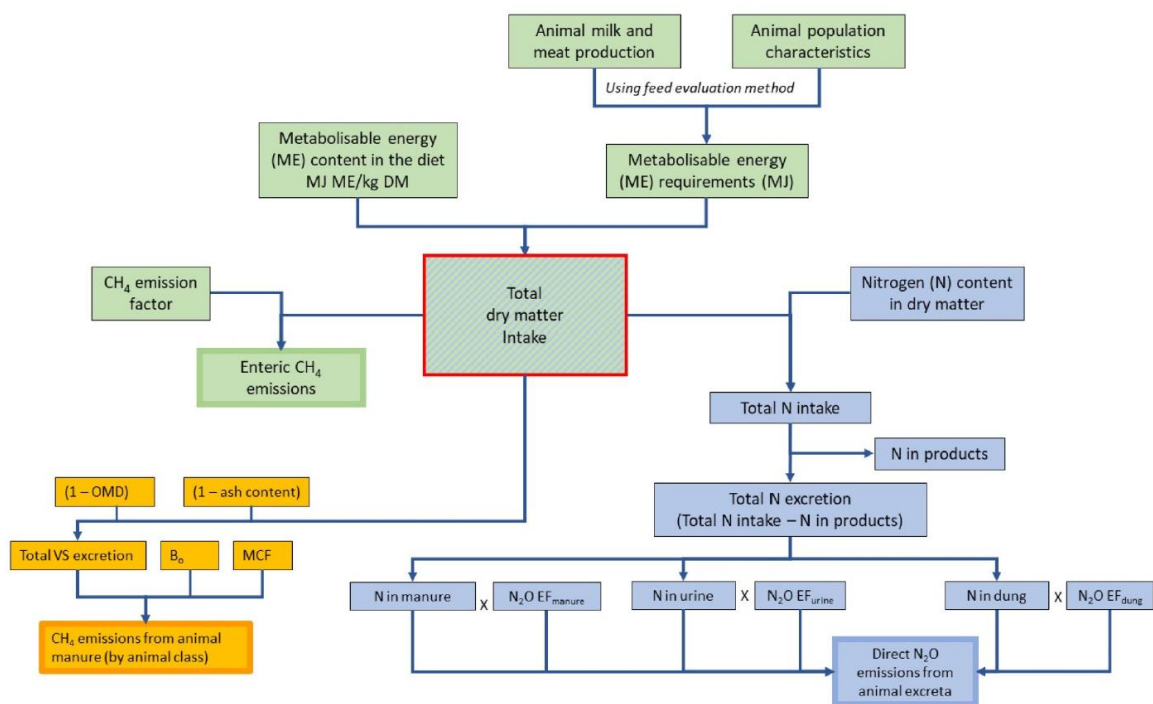 Animal milk and
meat production
Animal population
characteristics
Using feed evaluation method
Metabolisable energy
(ME) content in the diet
MJ ME/kg DM
Metabolisable energy
(ME) requirements (MJ)
CH₄ emission
factor
Total
dry matter
Intake
Nitrogen (N) content
in dry matter
Enteric CH₄
emissions
Total N intake
N in products
(1 – OMD)
(1 – ash content)
Total N excretion
(Total N intake – N in products)
Total VS excretion
B₀
MCF
N in manure
X
N₂O EFmanure
N in urine
X
N₂O EFurine
N in dung
X
N₂O EFdung
CH₄ emissions from animal
manure (by animal class)
Direct N₂O
emissions from
animal excreta